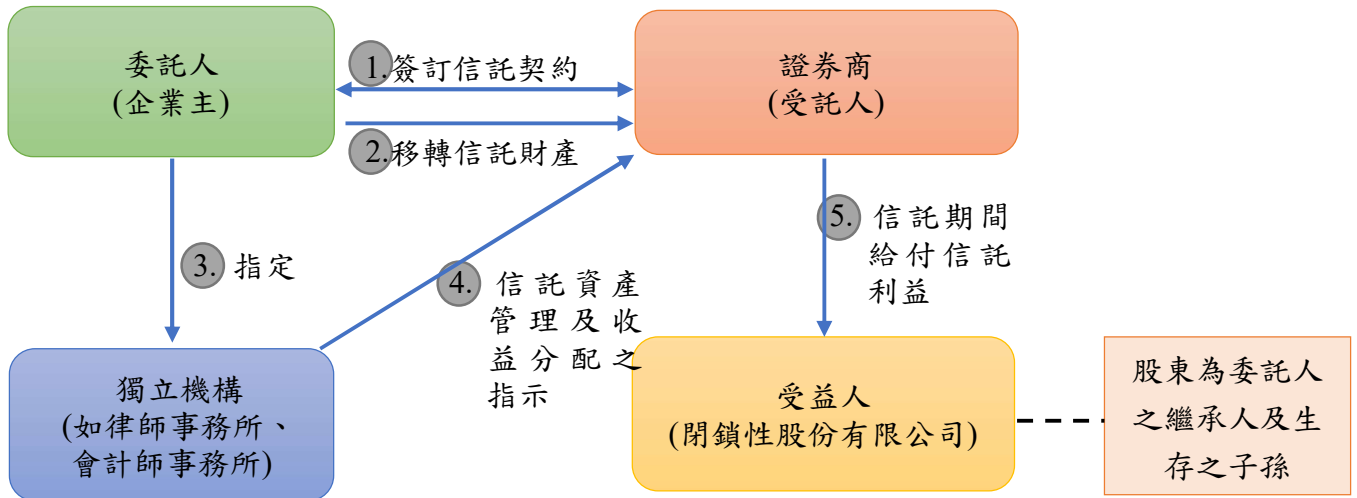 委託人
(企業主)
1.簽訂信託契約
2.移轉信託財產
證券商
(受託人)
3. 指定
4. 信託資產
管理及收
益分配之
指示
5. 信託期間
給付信託
利益
獨立機構
(如律師事務所、
會計師事務所)
受益人
(閉鎖性股份有限公司)
股東為委託人
之繼承人及生
存之子孫